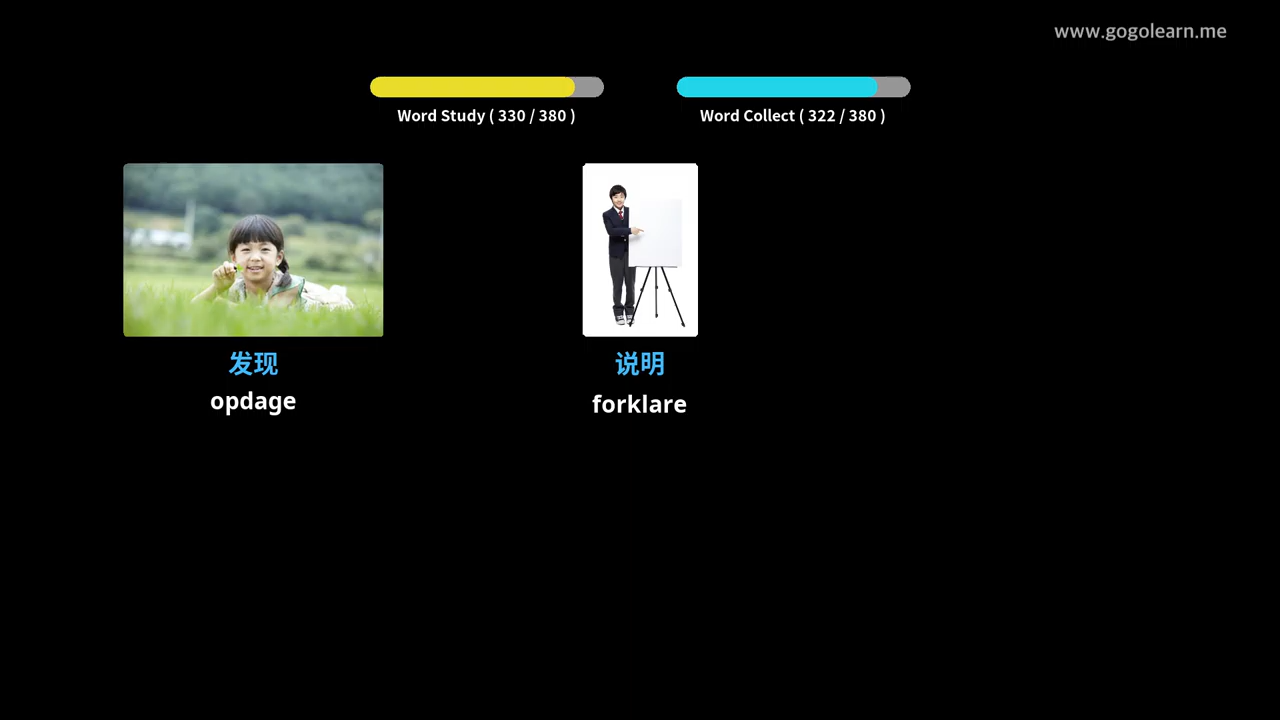 www.gogolearn.me
Word Study ( 330 / 380 )
Word Collect ( 322 / 380 )
发现
opdage
说明
forklare